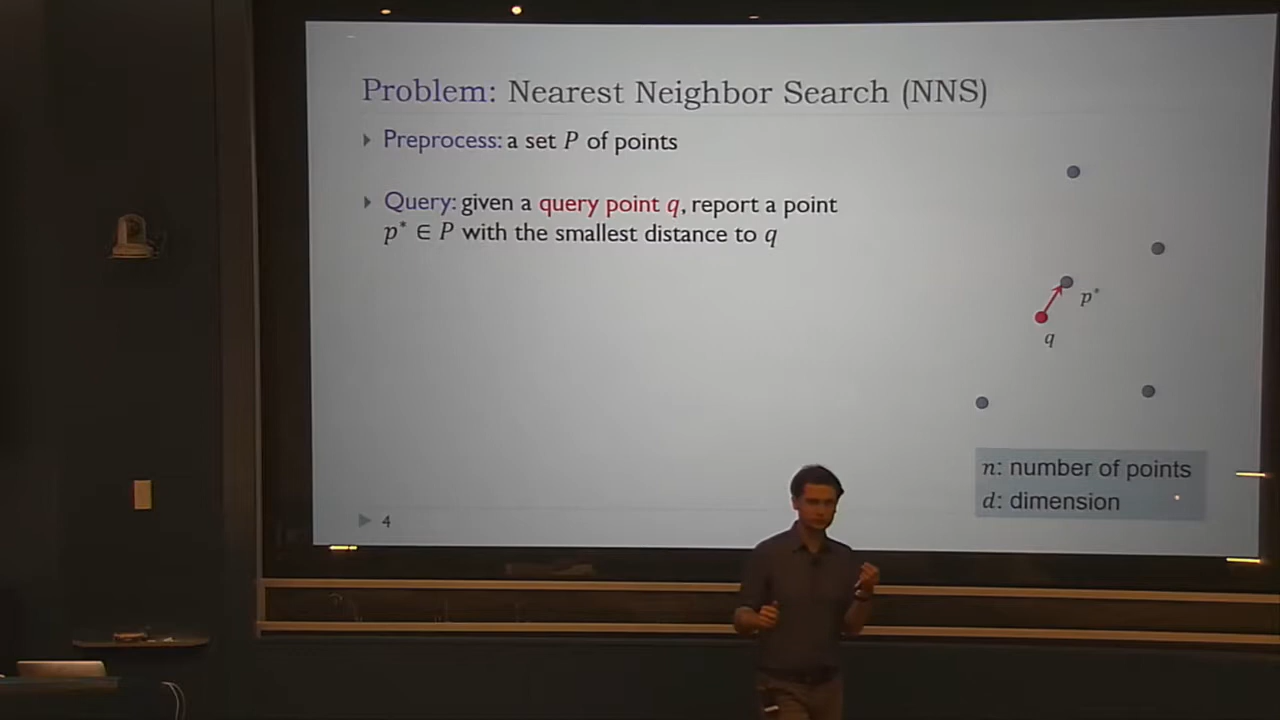 Problem: Nearest Neighbor Search (NNS)
Preprocess: a set P of points
Query: given a query point q, report a point
p* ∈ P with the smallest distance to q
p*
q
n: number of points
d: dimension
4